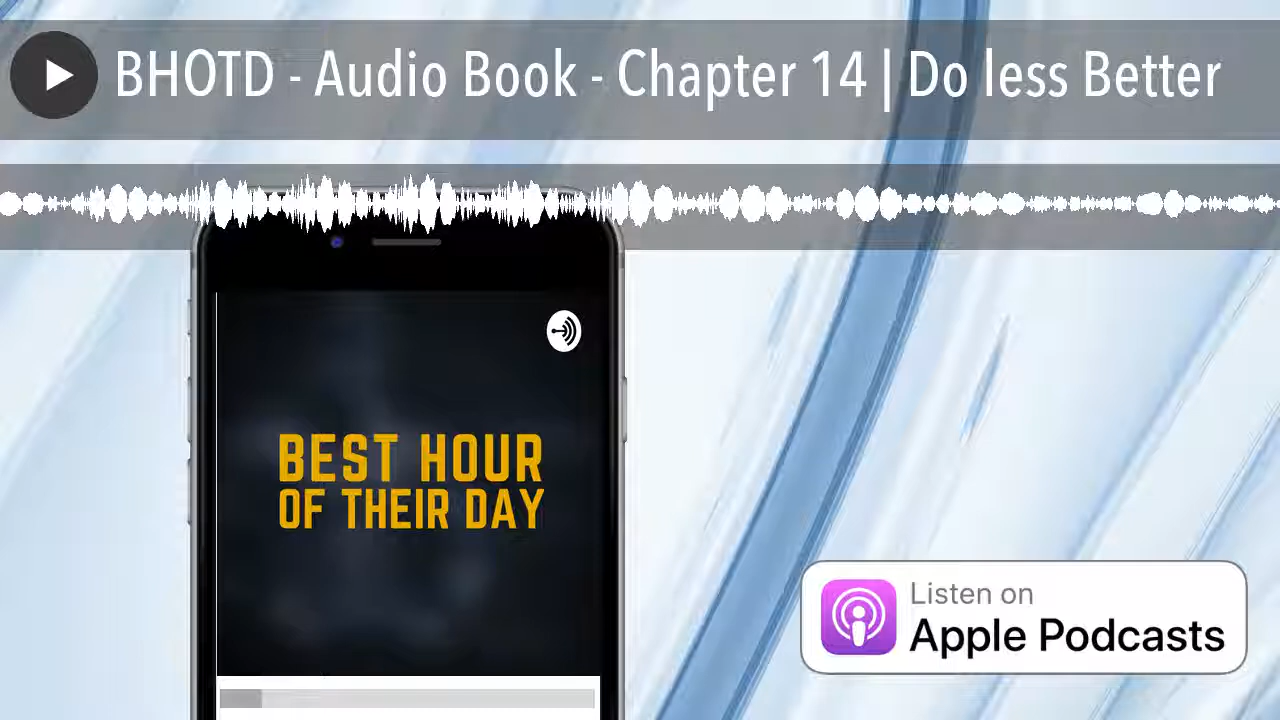 BHOTD - Audio Book - Chapter 14 | Do less Better
BEST HOUR
OF THEIR DAY
Listen on
Apple Podcasts